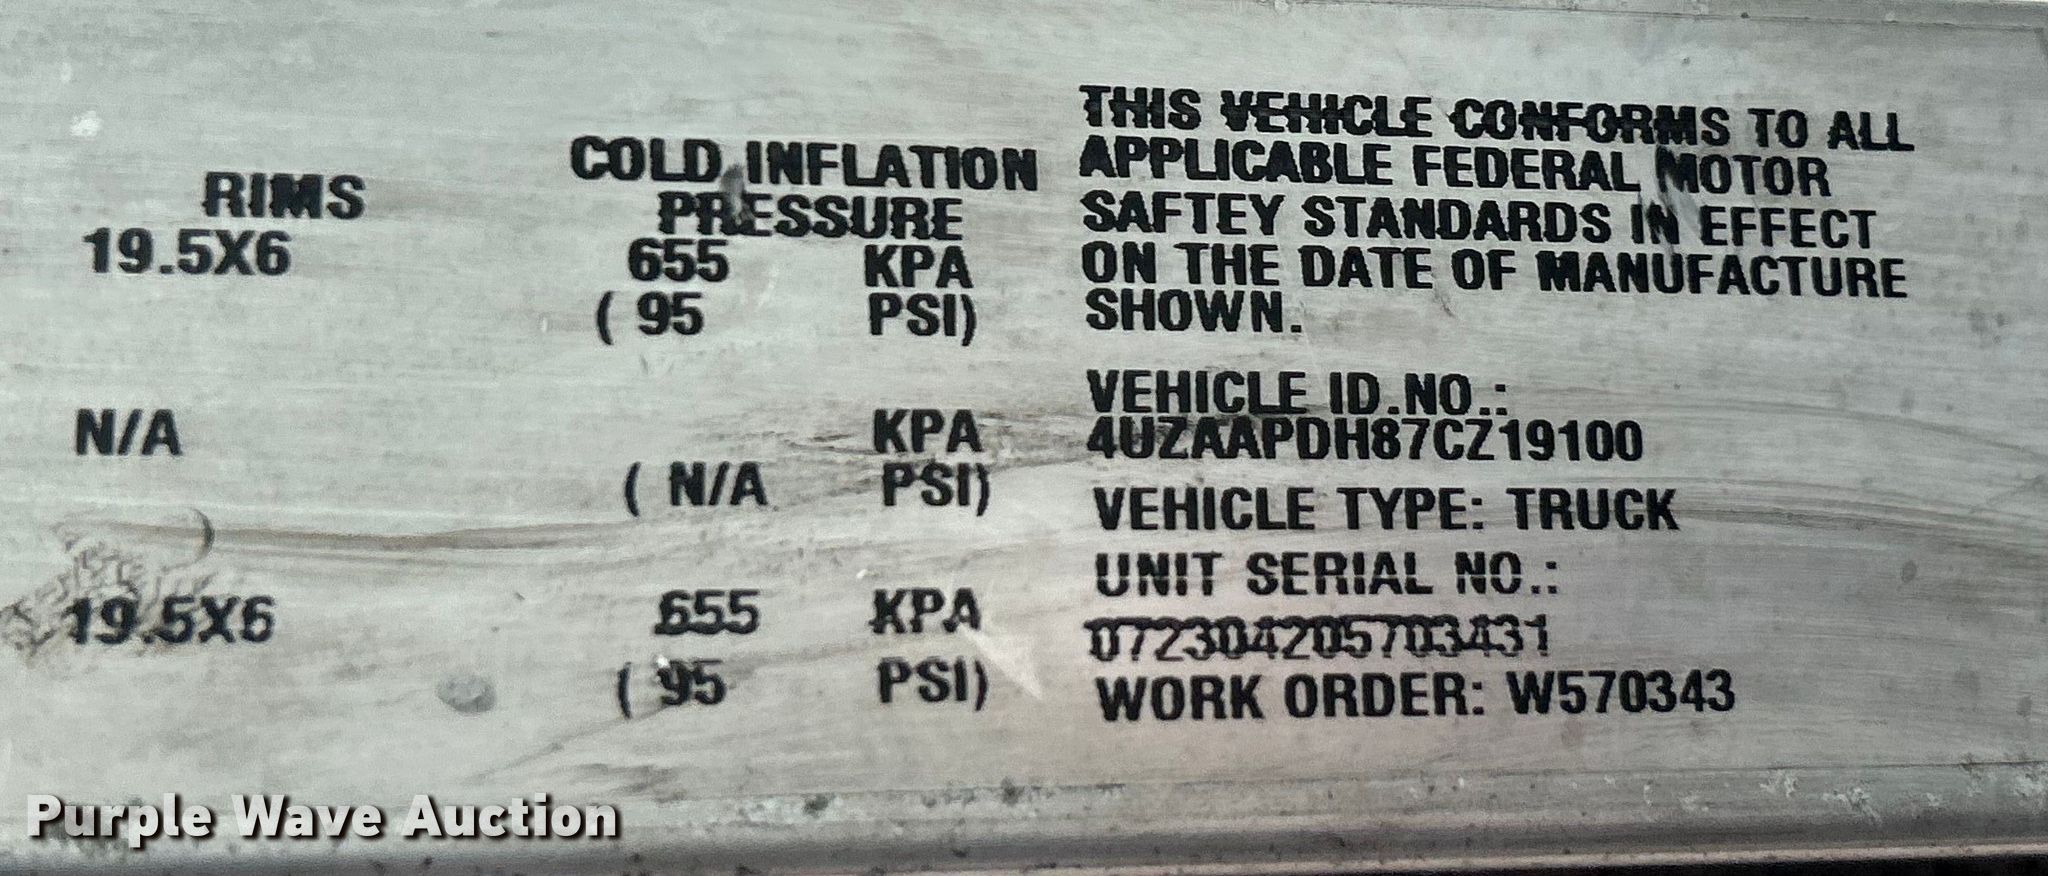 RIMS
19.5X6
N/A
19.5X6
COLD INFLATION
PRESSURE
655 KPA
( 95 PSI)
KPA
( N/A PSI)
655 KPA
( 95 PSI)
THIS VEHICLE CONFORMS TO ALL
APPLICABLE FEDERAL MOTOR
SAFTEY STANDARDS IN EFFECT
ON THE DATE OF MANUFACTURE
SHOWN.
VEHICLE ID.NO.:
4UZAAPDH87CZ19100
VEHICLE TYPE: TRUCK
UNIT SERIAL NO.:
072304205703431
WORK ORDER: W570343
Purple Wave Auction